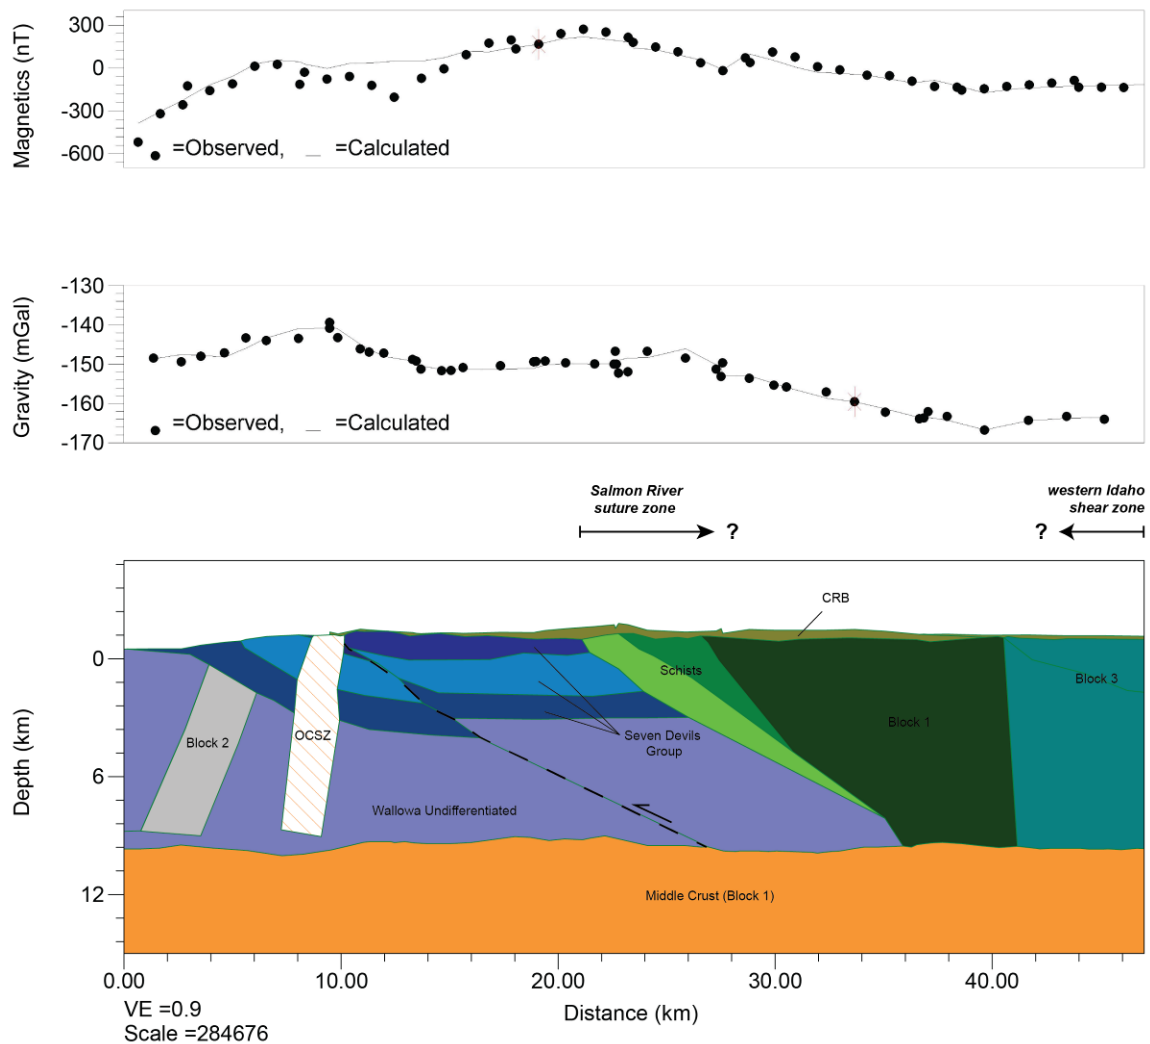 Magnetics (nT)
300
0
-300
-600
=Observed, _ =Calculated
Gravity (mGal)
-130
-140
-150
-160
-170
=Observed, _ =Calculated
Salmon River
suture zone
?
western Idaho
shear zone
?
CRB
Depth (km)
0
6
12
Schists
Block 3
Block 1
Block 2
OCSZ
Seven Devils
Group
Wallowa Undifferentiated
Middle Crust (Block 1)
0.00
10.00
20.00
30.00
40.00
VE =0.9
Distance (km)
Scale =284676